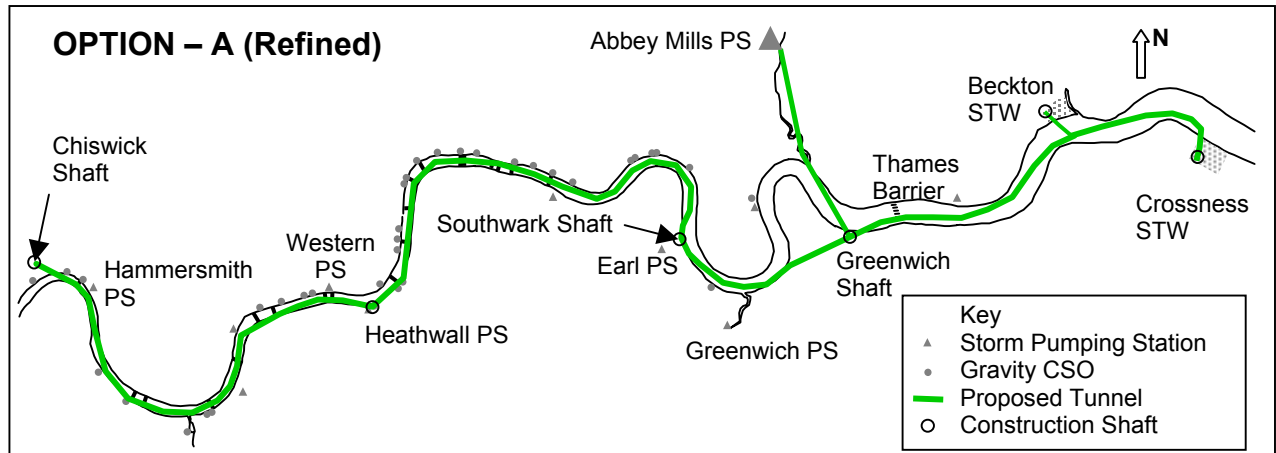 OPTION – A (Refined)
Abbey Mills PS
N
Beckton
STW
Chiswick
Shaft
Thames
Barrier
Southwark Shaft
Crossness
STW
Western
PS
Hammersmith
PS
Earl PS
Greenwich
Shaft
Heathwall PS
Greenwich PS
Key
Storm Pumping Station
Gravity CSO
Proposed Tunnel
Construction Shaft